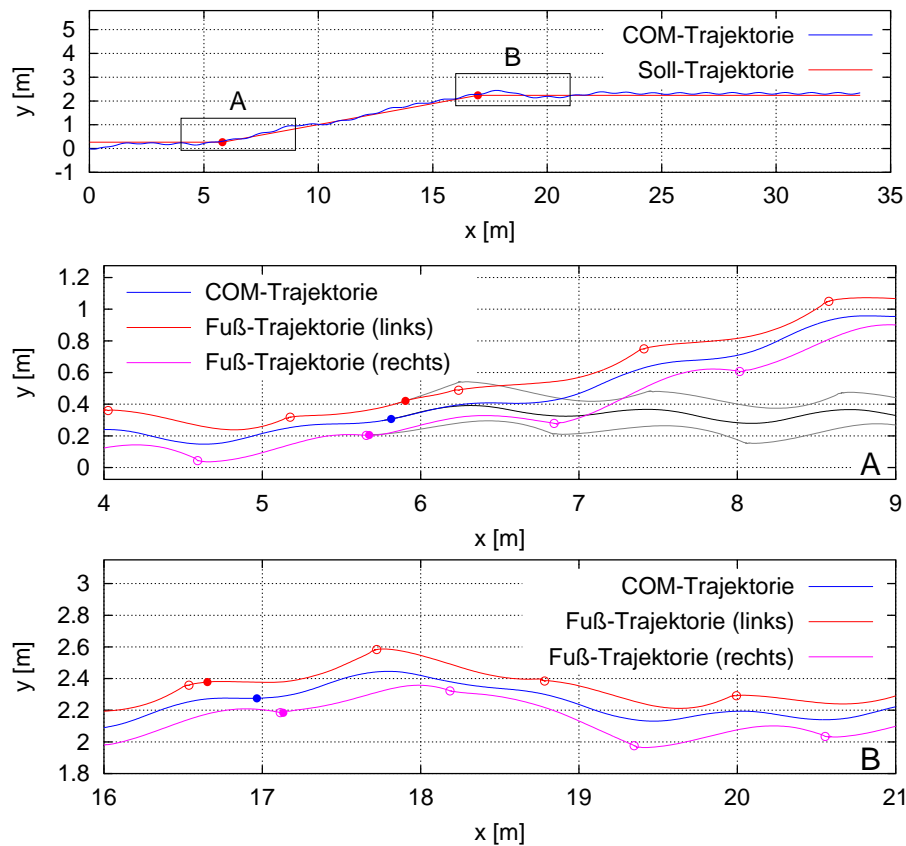 5
4
3
2
1
0
-1
y [m]
A
B
COM-Trajektorie
Soll-Trajektorie
0 5 10 15 20 25 30 35
x [m]
1.2
1
0.8
0.6
0.4
0.2
0
y [m]
COM-Trajektorie
Fuß-Trajektorie (links)
Fuß-Trajektorie (rechts)
A
4 5 6 7 8 9
x [m]
3
2.8
2.6
2.4
2.2
2
1.8
y [m]
COM-Trajektorie
Fuß-Trajektorie (links)
Fuß-Trajektorie (rechts)
B
16 17 18 19 20 21
x [m]